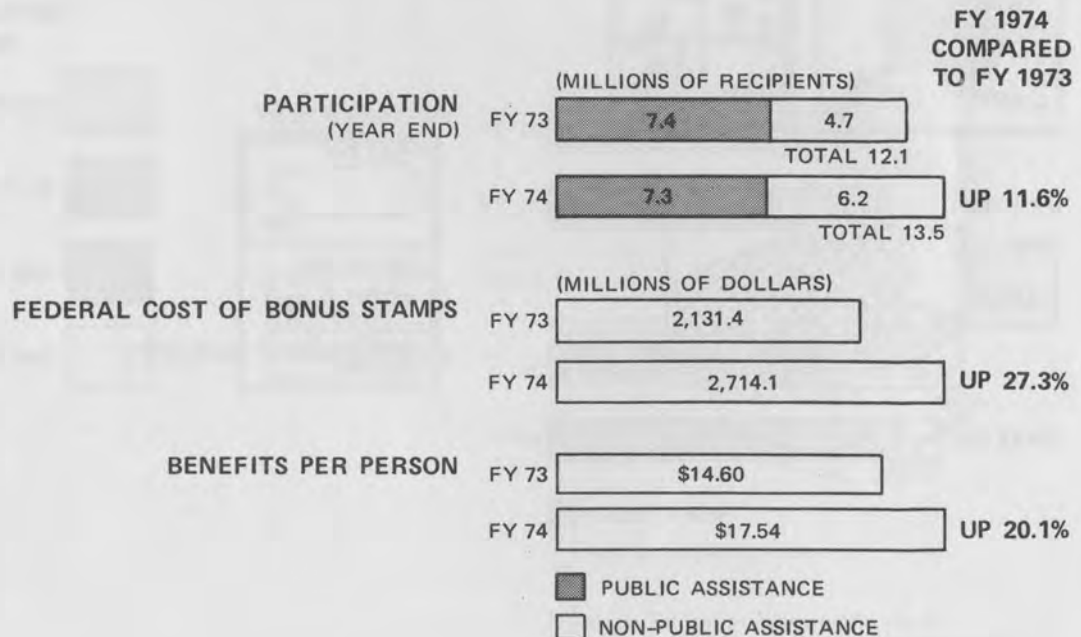 FY 1974
COMPARED
TO FY 1973
(MILLIONS OF RECIPIENTS)
PARTICIPATION
(YEAR END)
FY 73 7.4 4.7
TOTAL 12.1
FY 74 7.3 6.2 UP 11.6%
TOTAL 13.5
(MILLIONS OF DOLLARS)
FEDERAL COST OF BONUS STAMPS
FY 73 2,131.4
FY 74 2,714.1 UP 27.3%
BENEFITS PER PERSON
FY 73 $14.60
FY 74 $17.54 UP 20.1%
PUBLIC ASSISTANCE
NON-PUBLIC ASSISTANCE